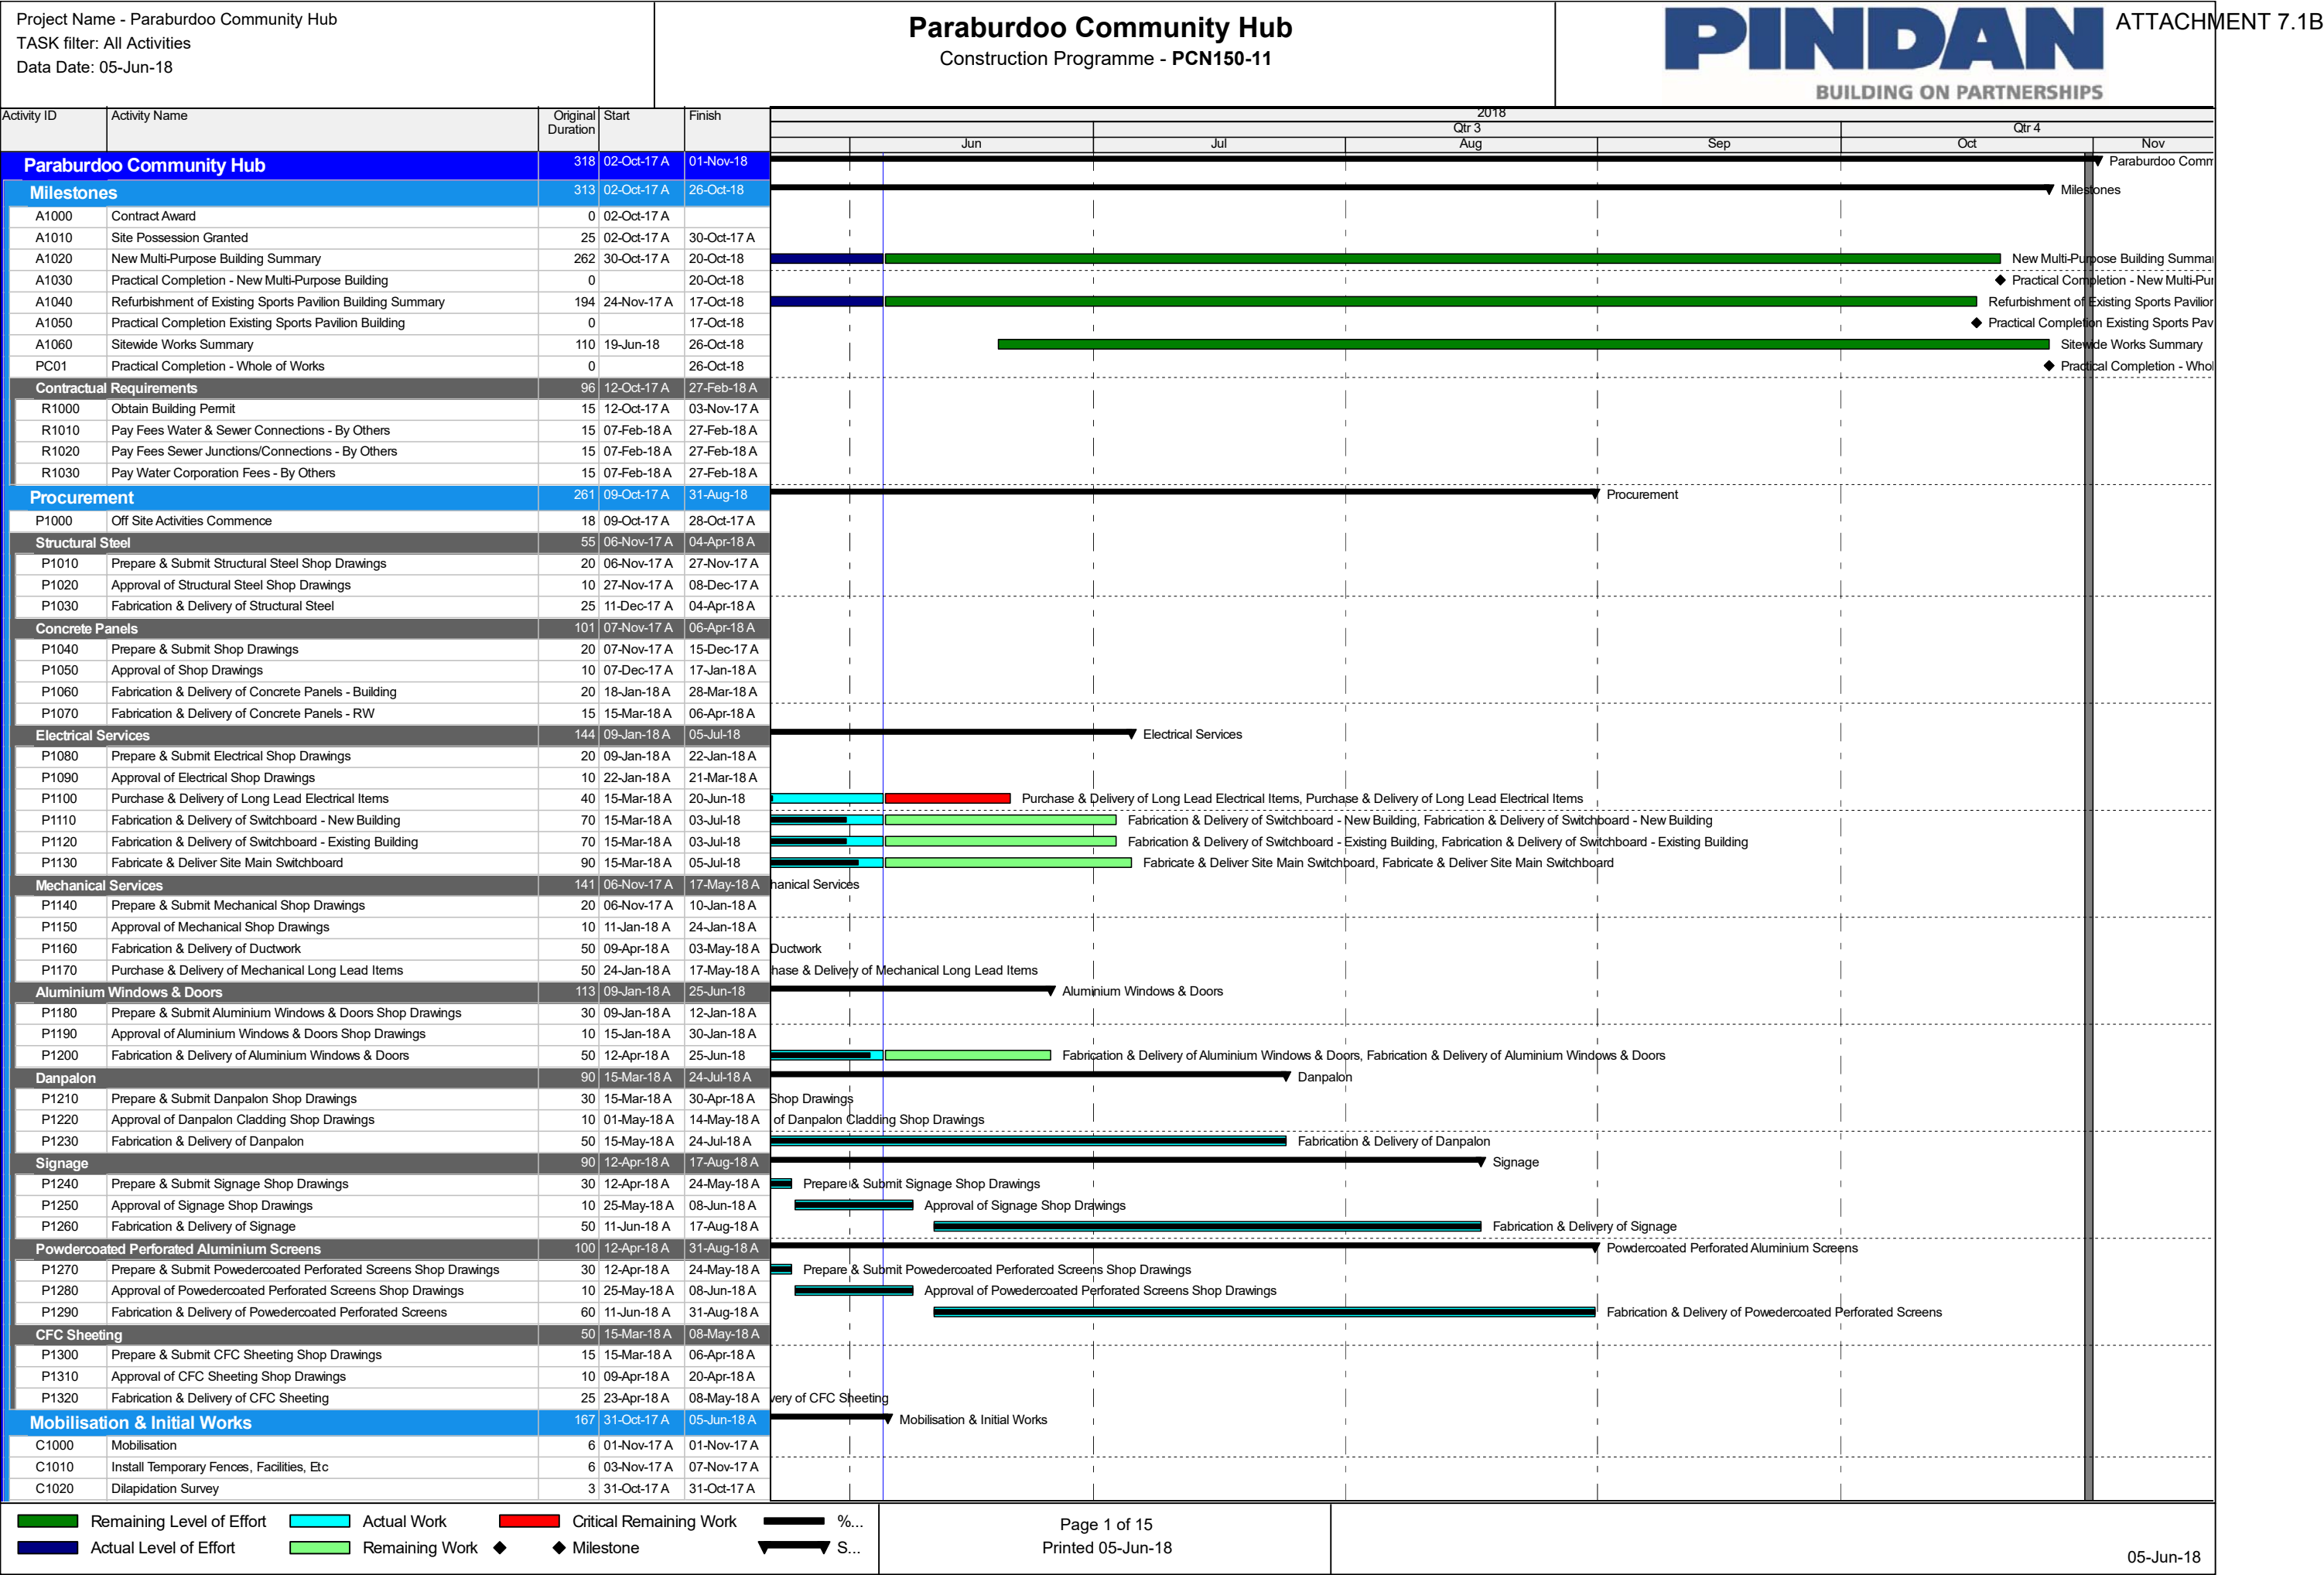 Project Name - Paraburdoo Community Hub
TASK filter: All Activities
Data Date: 05-Jun-18
Paraburdoo Community Hub
Construction Programme - PCN150-11
PINDAN
BUILDING ON PARTNERSHIPS
ATTACHMENT 7.1B
Activity ID Activity Name Original Duration Start Finish
2018
Qtr 3 Qtr 4
Jun Jul Aug Sep Oct Nov
Paraburdoo Community Hub 318 02-Oct-17 A 01-Nov-18 Paraburdoo Comm
Milestones 313 02-Oct-17 A 26-Oct-18 Milestones
A1000 Contract Award 0 02-Oct-17 A
A1010 Site Possession Granted 25 02-Oct-17 A 30-Oct-17 A
A1020 New Multi-Purpose Building Summary 262 30-Oct-17 A 20-Oct-18 New Multi-Purpose Building Summar
A1030 Practical Completion - New Multi-Purpose Building 0 20-Oct-18 Practical Completion - New Multi-Pur
A1040 Refurbishment of Existing Sports Pavilion Building Summary 194 24-Nov-17 A 17-Oct-18 Refurbishment of Existing Sports Pavilion
A1050 Practical Completion Existing Sports Pavilion Building 0 17-Oct-18 Practical Completion Existing Sports Pav
A1060 Sitewide Works Summary 110 19-Jun-18 26-Oct-18 Sitewide Works Summary
PC01 Practical Completion - Whole of Works 0 26-Oct-18 Practical Completion - Whol
Contractual Requirements 96 12-Oct-17 A 27-Feb-18 A
R1000 Obtain Building Permit 15 12-Oct-17 A 03-Nov-17 A
R1010 Pay Fees Water & Sewer Connections - By Others 15 07-Feb-18 A 27-Feb-18 A
R1020 Pay Fees Sewer Junctions/Connections - By Others 15 07-Feb-18 A 27-Feb-18 A
R1030 Pay Water Corporation Fees - By Others 15 07-Feb-18 A 27-Feb-18 A
Procurement 261 09-Oct-17 A 31-Aug-18 Procurement
P1000 Off Site Activities Commence 18 09-Oct-17 A 28-Oct-17 A
Structural Steel 55 06-Nov-17 A 04-Apr-18 A
P1010 Prepare & Submit Structural Steel Shop Drawings 20 06-Nov-17 A 27-Nov-17 A
P1020 Approval of Structural Steel Shop Drawings 10 27-Nov-17 A 08-Dec-17 A
P1030 Fabrication & Delivery of Structural Steel 25 11-Dec-17 A 04-Apr-18 A
Concrete Panels 101 07-Nov-17 A 06-Apr-18 A
P1040 Prepare & Submit Shop Drawings 20 07-Nov-17 A 15-Dec-17 A
P1050 Approval of Shop Drawings 10 07-Dec-17 A 17-Jan-18 A
P1060 Fabrication & Delivery of Concrete Panels - Building 20 18-Jan-18 A 28-Mar-18 A
P1070 Fabrication & Delivery of Concrete Panels - RW 15 15-Mar-18 A 06-Apr-18 A
Electrical Services 144 09-Jan-18 A 05-Jul-18 Electrical Services
P1080 Prepare & Submit Electrical Shop Drawings 20 09-Jan-18 A 22-Jan-18 A
P1090 Approval of Electrical Shop Drawings 10 22-Jan-18 A 21-Mar-18 A
P1100 Purchase & Delivery of Long Lead Electrical Items 40 15-Mar-18 A 20-Jun-18 Purchase & Delivery of Long Lead Electrical Items, Purchase & Delivery of Long Lead Electrical Items
P1110 Fabrication & Delivery of Switchboard - New Building 70 15-Mar-18 A 03-Jul-18 Fabrication & Delivery of Switchboard - New Building, Fabrication & Delivery of Switchboard - New Building
P1120 Fabrication & Delivery of Switchboard - Existing Building 70 15-Mar-18 A 03-Jul-18 Fabrication & Delivery of Switchboard - Existing Building, Fabrication & Delivery of Switchboard - Existing Building
P1130 Fabricate & Deliver Site Main Switchboard 90 15-Mar-18 A 05-Jul-18 Fabricate & Deliver Site Main Switchboard, Fabricate & Deliver Site Main Switchboard
Mechanical Services 141 06-Nov-17 A 17-May-18 A hanical Services
P1140 Prepare & Submit Mechanical Shop Drawings 20 06-Nov-17 A 10-Jan-18 A
P1150 Approval of Mechanical Shop Drawings 10 11-Jan-18 A 24-Jan-18 A
P1160 Fabrication & Delivery of Ductwork 50 09-Apr-18 A 03-May-18 A Ductwork
P1170 Purchase & Delivery of Mechanical Long Lead Items 50 24-Jan-18 A 17-May-18 A hase & Delivery of Mechanical Long Lead Items
Aluminium Windows & Doors 113 09-Jan-18 A 25-Jun-18 Aluminium Windows & Doors
P1180 Prepare & Submit Aluminium Windows & Doors Shop Drawings 30 09-Jan-18 A 12-Jan-18 A
P1190 Approval of Aluminium Windows & Doors Shop Drawings 10 15-Jan-18 A 30-Jan-18 A
P1200 Fabrication & Delivery of Aluminium Windows & Doors 50 12-Apr-18 A 25-Jun-18 Fabrication & Delivery of Aluminium Windows & Doors, Fabrication & Delivery of Aluminium Windows & Doors
Danpalon 90 15-Mar-18 A 24-Jul-18 A Danpalon
P1210 Prepare & Submit Danpalon Shop Drawings 30 15-Mar-18 A 30-Apr-18 A Shop Drawings
P1220 Approval of Danpalon Cladding Shop Drawings 10 01-May-18 A 14-May-18 A of Danpalon Cladding Shop Drawings
P1230 Fabrication & Delivery of Danpalon 50 15-May-18 A 24-Jul-18 A Fabrication & Delivery of Danpalon
Signage 90 12-Apr-18 A 17-Aug-18 A Signage
P1240 Prepare & Submit Signage Shop Drawings 30 12-Apr-18 A 24-May-18 A Prepare & Submit Signage Shop Drawings
P1250 Approval of Signage Shop Drawings 10 25-May-18 A 08-Jun-18 A Approval of Signage Shop Drawings
P1260 Fabrication & Delivery of Signage 50 11-Jun-18 A 17-Aug-18 A Fabrication & Delivery of Signage
Powdercoated Perforated Aluminium Screens 100 12-Apr-18 A 31-Aug-18 A Powdercoated Perforated Aluminium Screens
P1270 Prepare & Submit Powedercoated Perforated Screens Shop Drawings 30 12-Apr-18 A 24-May-18 A Prepare & Submit Powedercoated Perforated Screens Shop Drawings
P1280 Approval of Powedercoated Perforated Screens Shop Drawings 10 25-May-18 A 08-Jun-18 A Approval of Powedercoated Perforated Screens Shop Drawings
P1290 Fabrication & Delivery of Powedercoated Perforated Screens 60 11-Jun-18 A 31-Aug-18 A Fabrication & Delivery of Powedercoated Perforated Screens
CFC Sheeting 50 15-Mar-18 A 08-May-18 A
P1300 Prepare & Submit CFC Sheeting Shop Drawings 15 15-Mar-18 A 06-Apr-18 A
P1310 Approval of CFC Sheeting Shop Drawings 10 09-Apr-18 A 20-Apr-18 A
P1320 Fabrication & Delivery of CFC Sheeting 25 23-Apr-18 A 08-May-18 A very of CFC Sheeting
Mobilisation & Initial Works 167 31-Oct-17 A 05-Jun-18 A Mobilisation & Initial Works
C1000 Mobilisation 6 01-Nov-17 A 01-Nov-17 A
C1010 Install Temporary Fences, Facilities, Etc 6 03-Nov-17 A 07-Nov-17 A
C1020 Dilapidation Survey 3 31-Oct-17 A 31-Oct-17 A
Remaining Level of Effort Actual Work Critical Remaining Work %...
Actual Level of Effort Remaining Work Milestone S...
Page 1 of 15
Printed 05-Jun-18
05-Jun-18